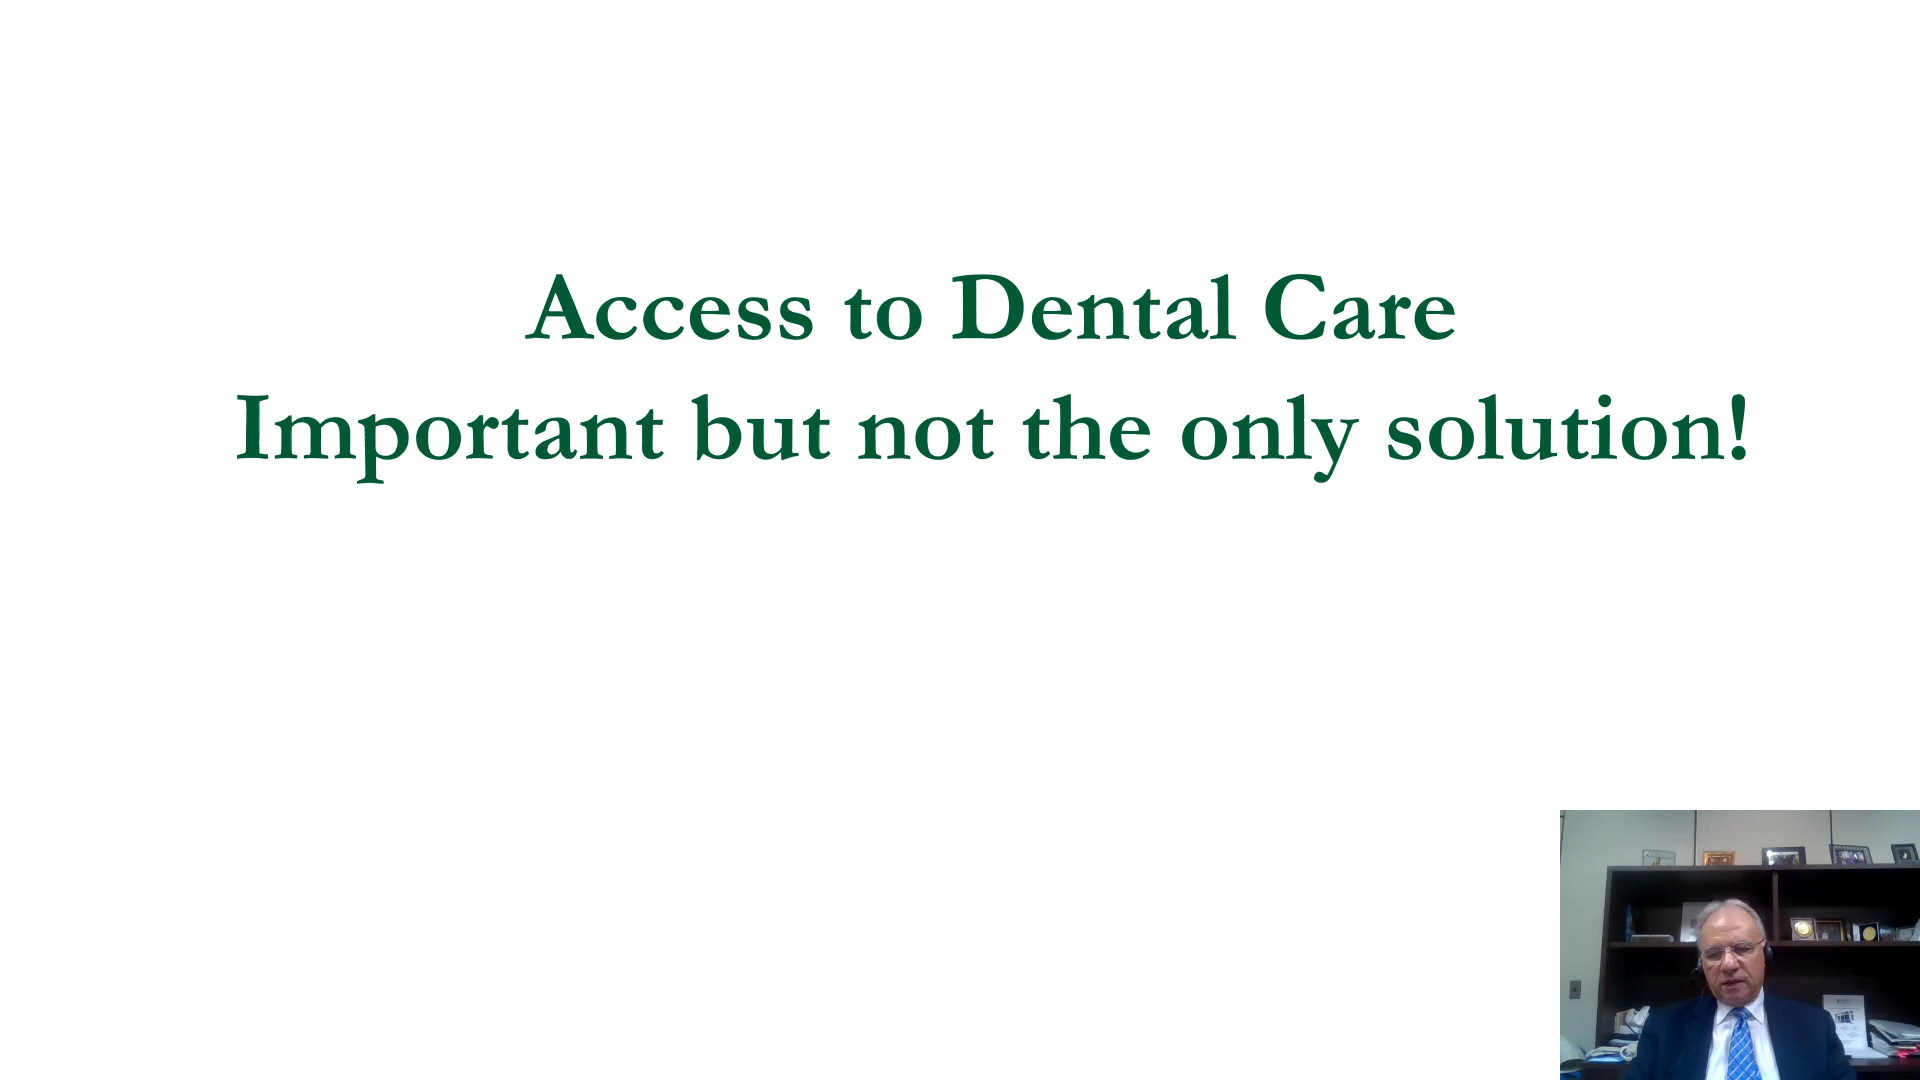 Access to Dental Care
Important but not the only solution!